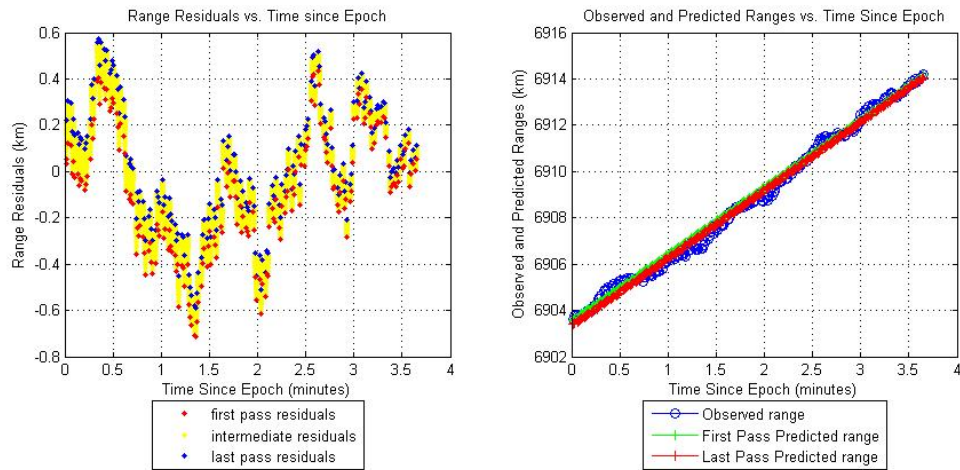 Range Residuals vs. Time since Epoch
Range Residuals (km)
0.6
0.4
0.2
0
-0.2
-0.4
-0.6
-0.8
0 0.5 1 1.5 2 2.5 3 3.5 4
Time Since Epoch (minutes)
first pass residuals
intermediate residuals
last pass residuals
Observed and Predicted Ranges vs. Time Since Epoch
Observed and Predicted Ranges (km)
6916
6914
6912
6910
6908
6906
6904
6902
0 0.5 1 1.5 2 2.5 3 3.5 4
Time Since Epoch (minutes)
Observed range
First Pass Predicted range
Last Pass Predicted range